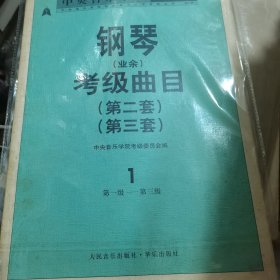 钢琴
(业余)
考级曲目
(第二套)
(第三套)
中央音乐学院考级委员会编
1
第一级——第三级
人民音乐出版社·华乐出版社